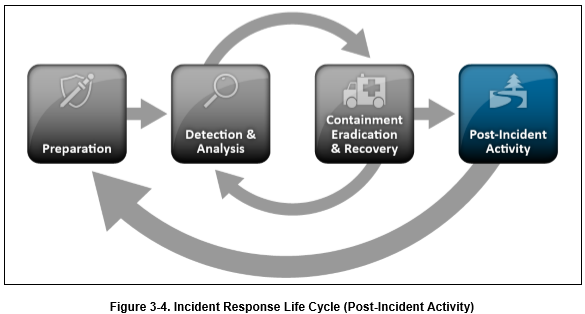 Preparation
Detection &
Analysis
Containment
Eradication
& Recovery
Post-Incident
Activity
Figure 3-4. Incident Response Life Cycle (Post-Incident Activity)